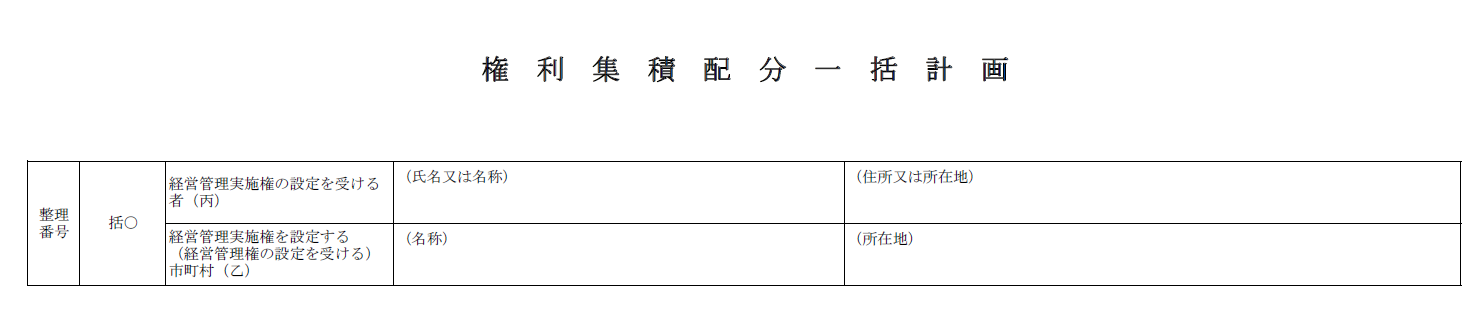 権利集積配分一括計画
整理
番号
括○
経営管理実施権の設定を受ける
者（丙）
（氏名又は名称）
（住所又は所在地）
経営管理実施権を設定する
（経営管理権の設定を受ける）
市町村（乙）
（名称）
（所在地）